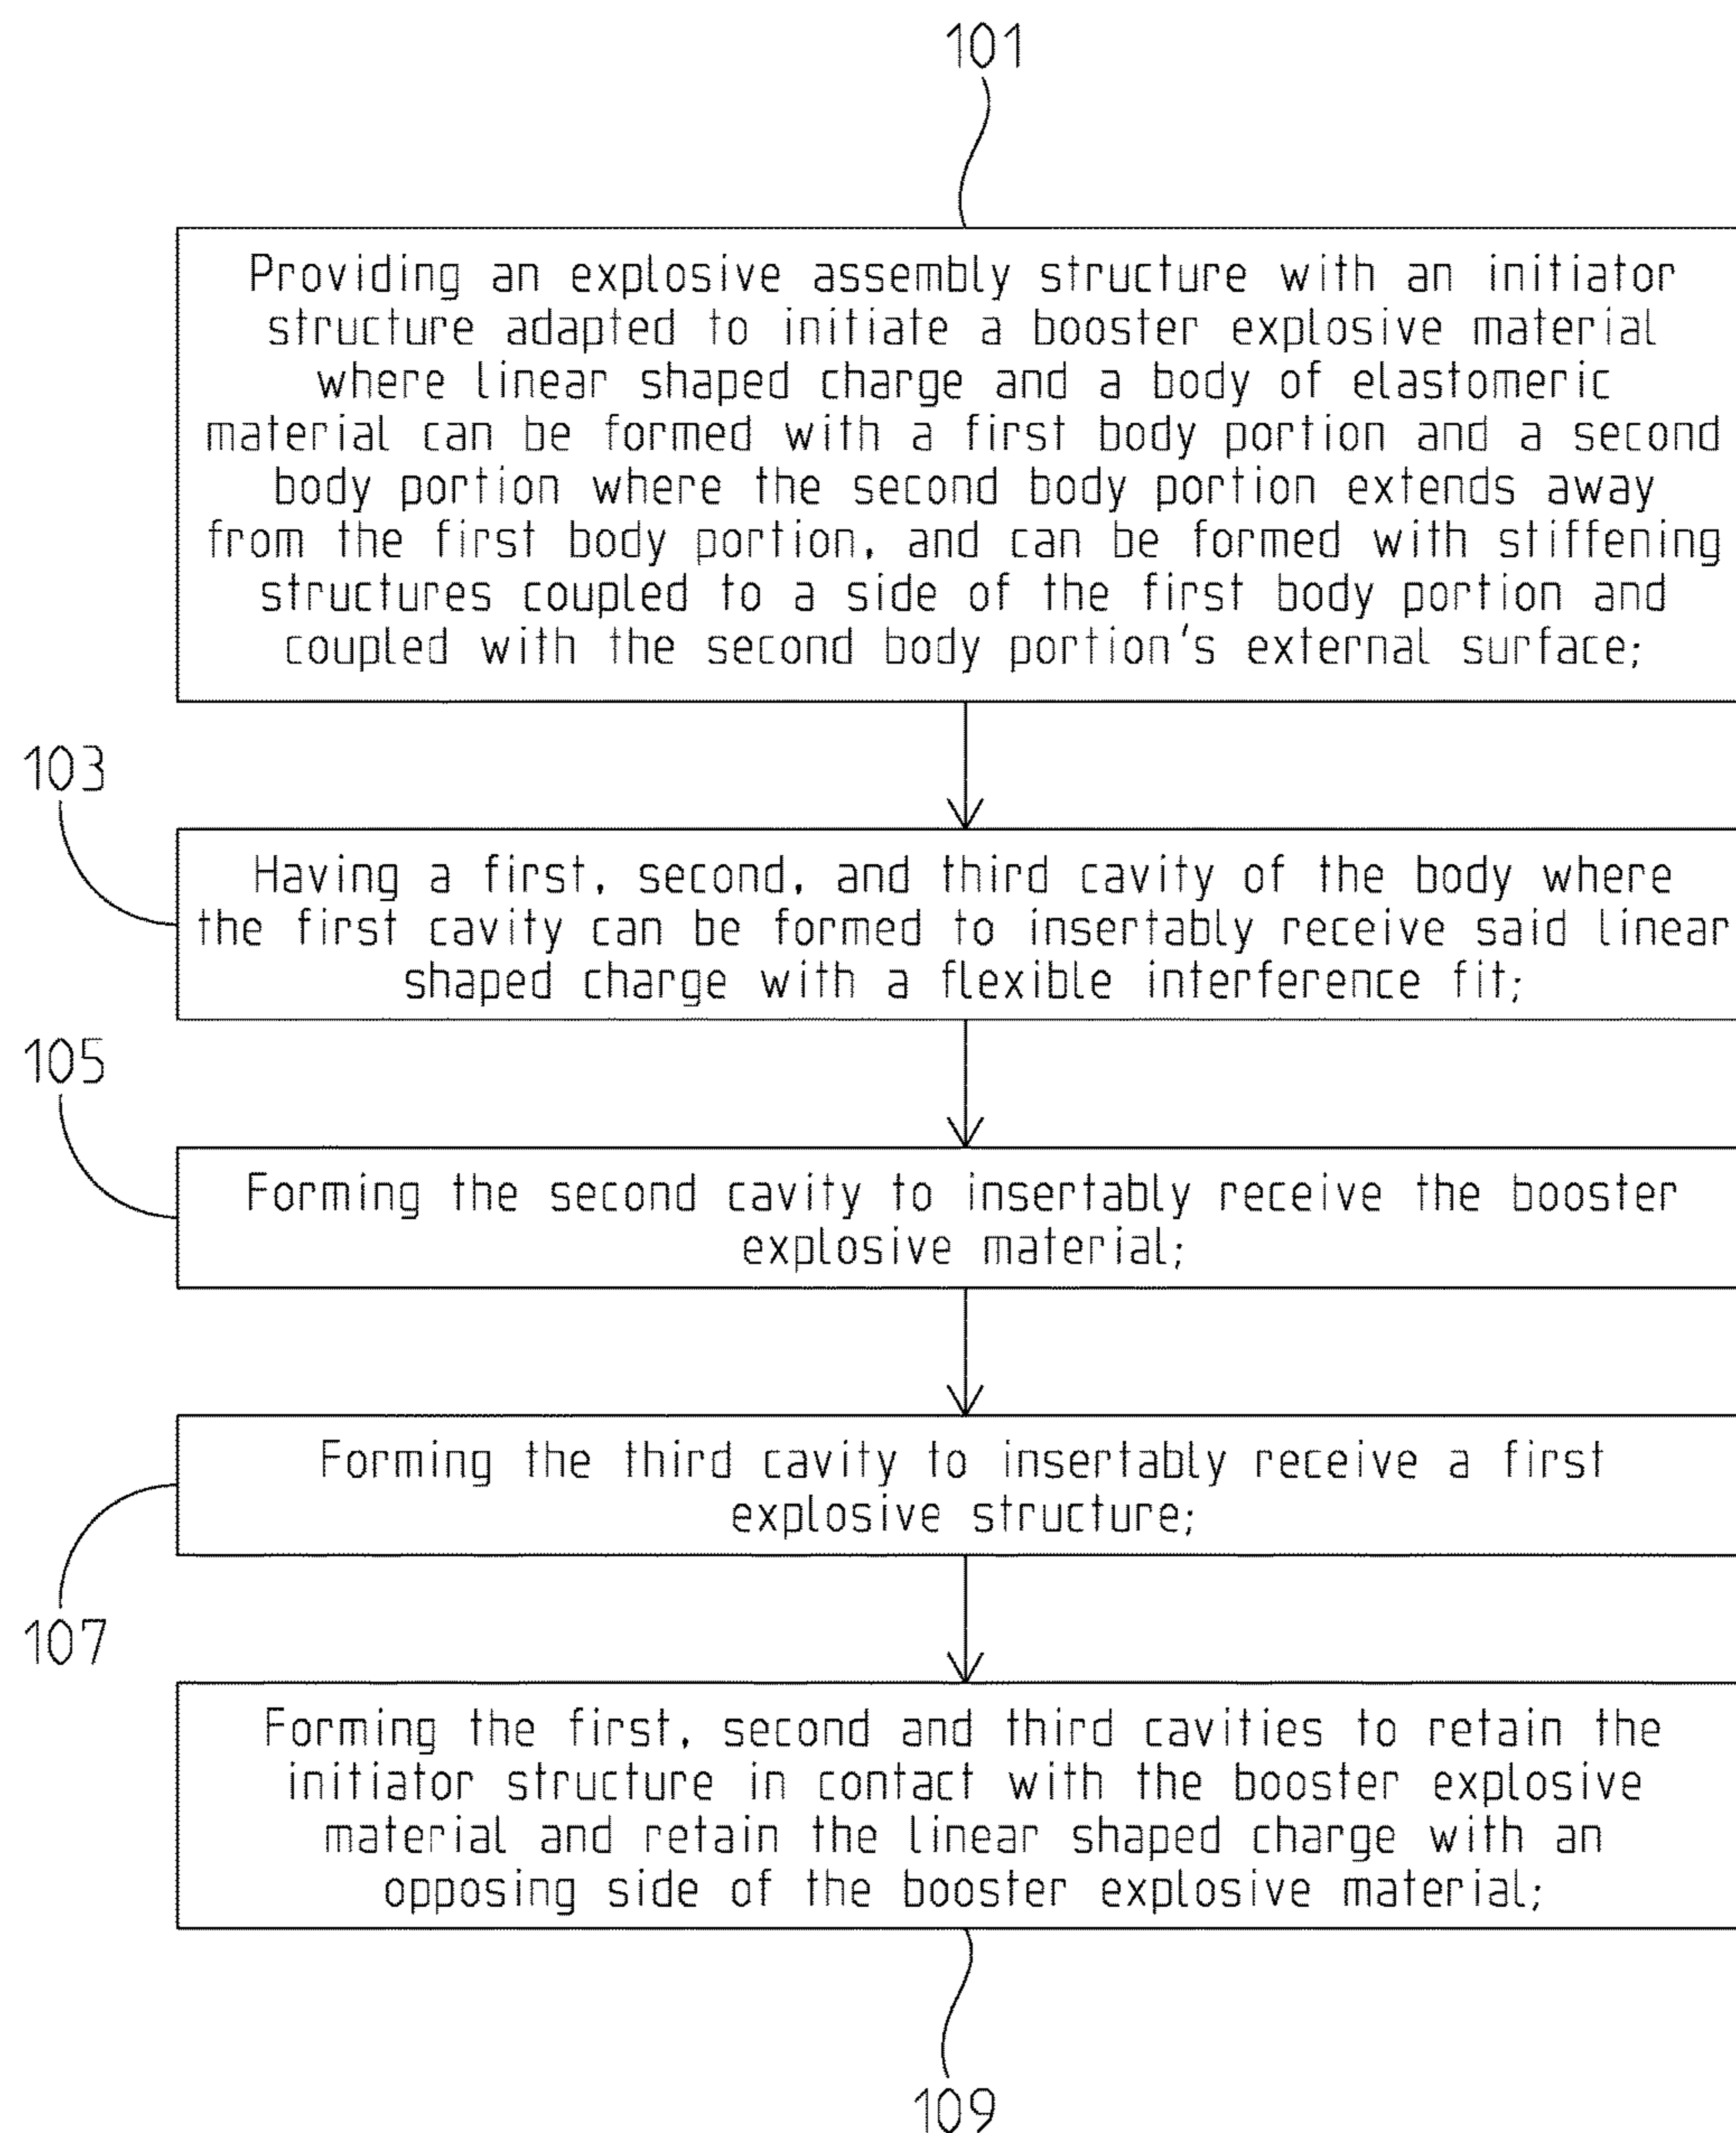 101
Providing an explosive assembly structure with an initiator
structure adapted to initiate a booster explosive material
where linear shaped charge and a body of elastomeric
material can be formed with a first body portion and a second
body portion where the second body portion extends away
from the first body portion, and can be formed with stiffening
structures coupled to a side of the first body portion and
coupled with the second body portion's external surface;
103
Having a first, second, and third cavity of the body where
the first cavity can be formed to insertably receive said linear
shaped charge with a flexible interference fit;
105
Forming the second cavity to insertably receive the booster
explosive material;
Forming the third cavity to insertably receive a first
explosive structure;
107
Forming the first, second and third cavities to retain the
initiator structure in contact with the booster explosive
material and retain the linear shaped charge with an
opposing side of the booster explosive material;
109